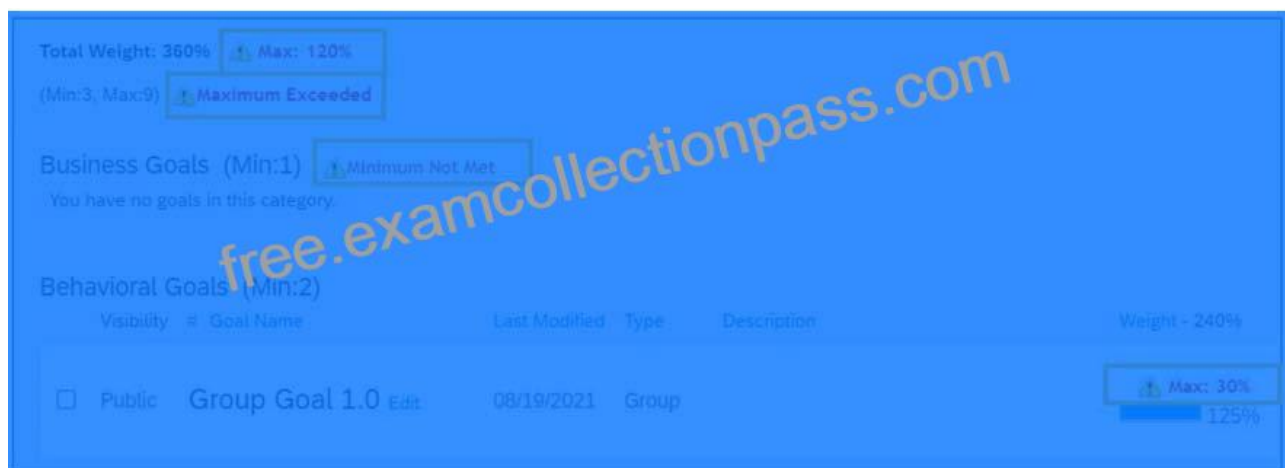 Total Weight: 360% Max: 120%
(Min:3, Max:9) Maximum Exceeded
Business Goals (Min:1) Minimum Not Met
You have no goals in this category.
free.examcollectionpass.com
Behavioral Goals (Min:2)
Visibility # Goal Name Last Modified Type Description Weight - 240%
Max: 30%
Public Group Goal 1.0 Edit 08/19/2021 Group
125%